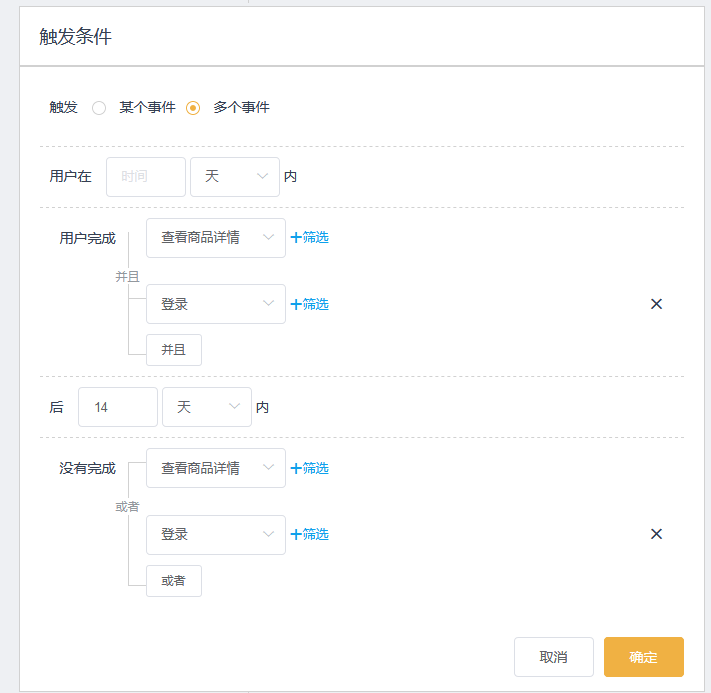 触发条件
触发 某个事件 多个事件
用户在 时间 天 内
用户完成 查看商品详情 +筛选
并且
登录 +筛选
并且
后 14 天 内
没有完成 查看商品详情 +筛选
或者
登录 +筛选
或者
取消 确定